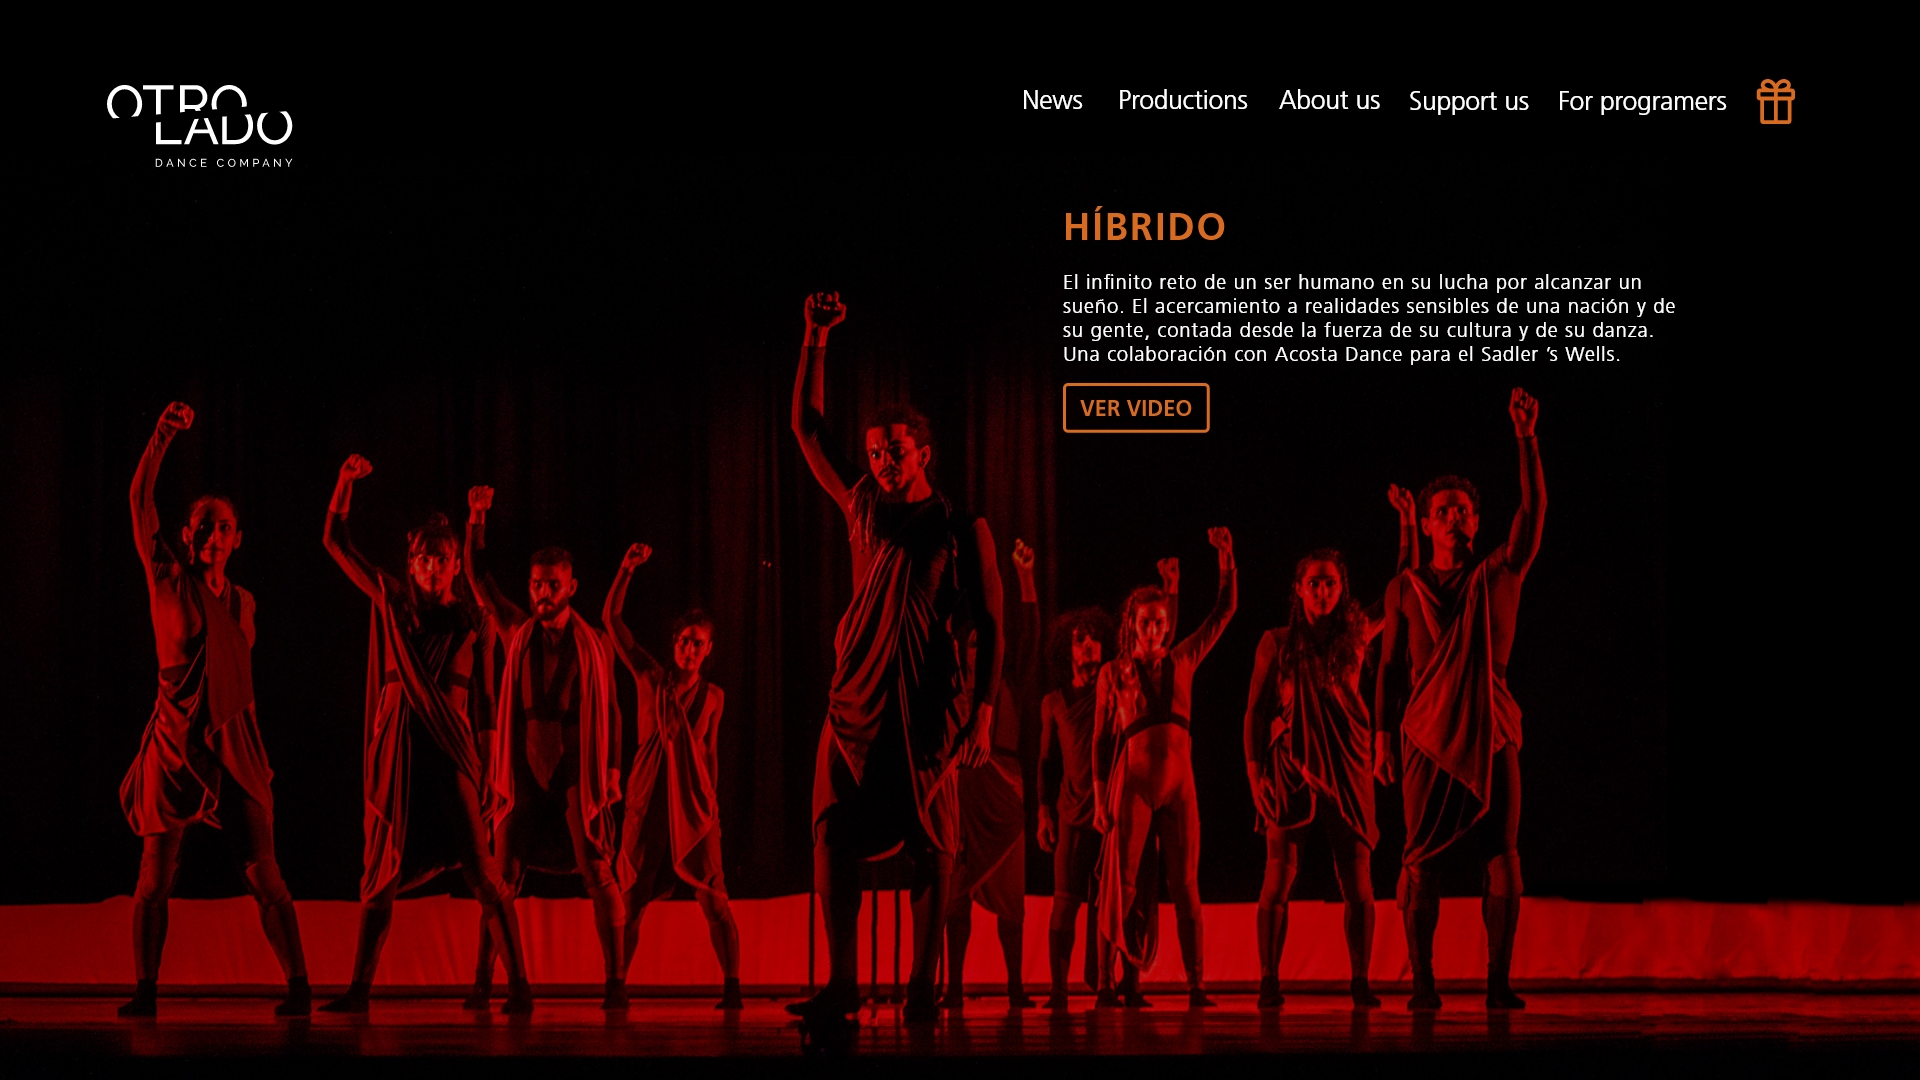 OTRO
LADO
DANCE COMPANY
News Productions About us Support us For programers
HÍBRIDO
El infinito reto de un ser humano en su lucha por alcanzar un
sueño. El acercamiento a realidades sensibles de una nación y de
su gente, contada desde la fuerza de su cultura y de su danza.
Una colaboración con Acosta Dance para el Sadler ’s Wells.
VER VIDEO